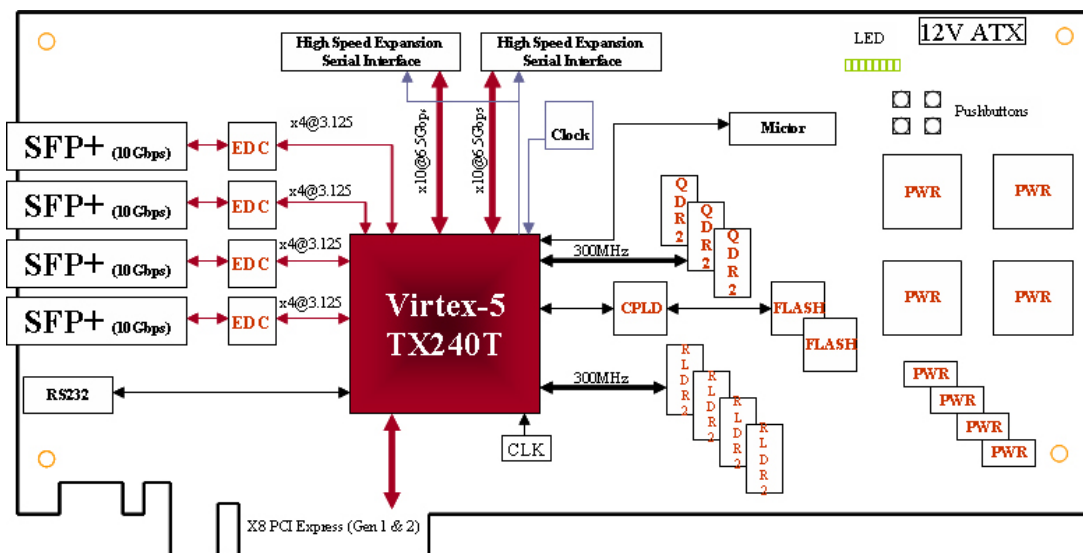 High Speed Expansion
Serial Interface
High Speed Expansion
Serial Interface
LED
12V ATX
Pushbuttons
x10@6.5Gbps
x10@6.5Gbps
Clock
Mictor
SFP+ (10Gbps)
EDC
x4@3.125
SFP+ (10Gbps)
EDC
x4@3.125
SFP+ (10Gbps)
EDC
x4@3.125
SFP+ (10Gbps)
EDC
x4@3.125
RS232
Virtex-5
TX240T
300MHz
QDR2
QDR2
QDR2
CPLD
FLASH
FLASH
300MHz
RLDR2
RLDR2
RLDR2
RLDR2
CLK
PWR
PWR
PWR
PWR
PWR
PWR
PWR
PWR
X8 PCI Express (Gen 1 & 2)